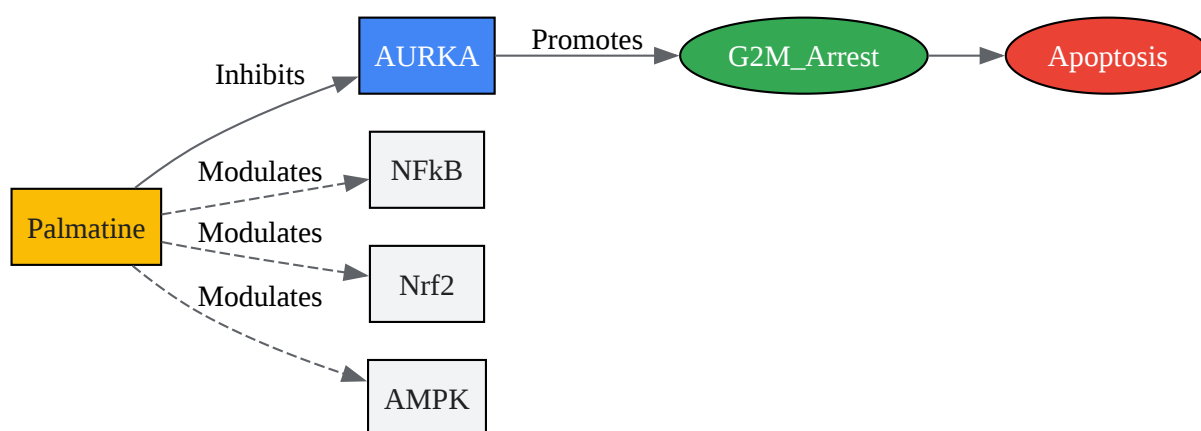 AURKA
Promotes
G2M_Arrest
Apoptosis
Inhibits
NFkB
Modulates
Palmatine
Modulates
Nrf2
Modulates
AMPK